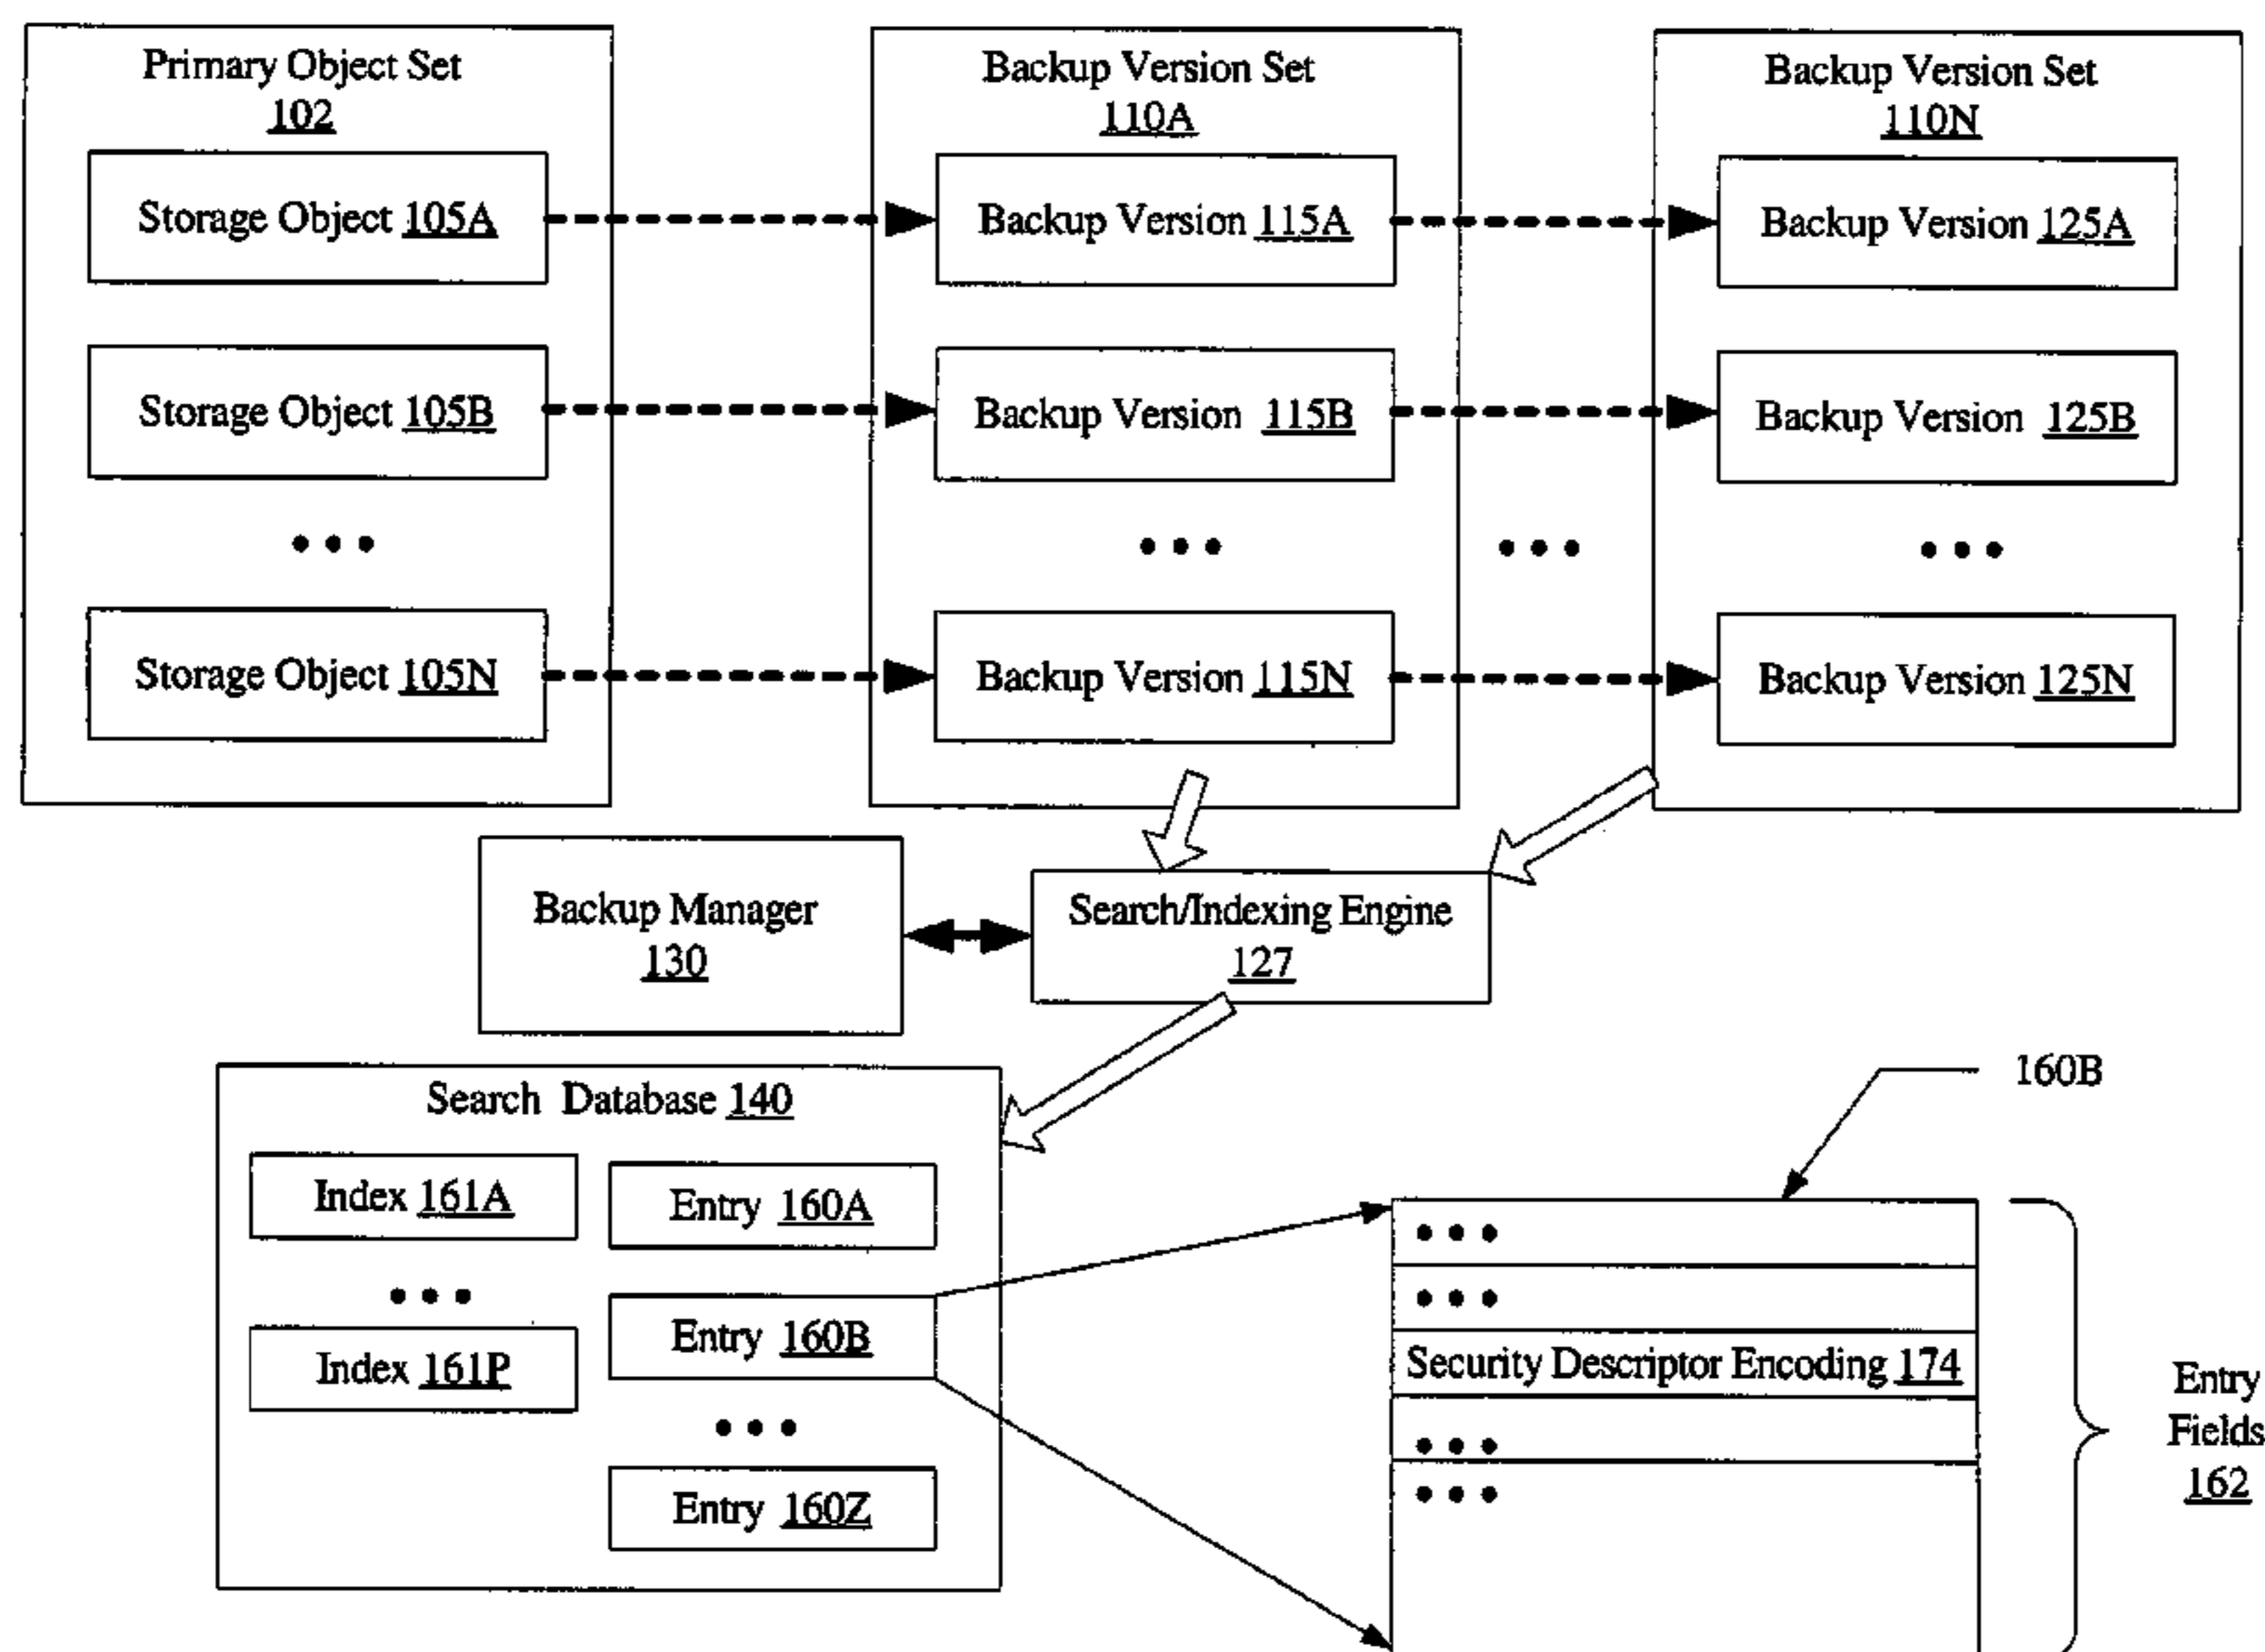 Primary Object Set
102
Storage Object 105A
Storage Object 105B
• • •
Storage Object 105N
Backup Version Set
110A
Backup Version 115A
Backup Version 115B
• • •
Backup Version 115N
• • •
Backup Version Set
110N
Backup Version 125A
Backup Version 125B
• • •
Backup Version 125N
Backup Manager
130
Search/Indexing Engine
127
Search Database 140
Index 161A
• • •
Index 161P
Entry 160A
Entry 160B
• • •
Entry 160Z
160B
• • •
• • •
Security Descriptor Encoding 174
• • •
• • •
Entry
Fields
162